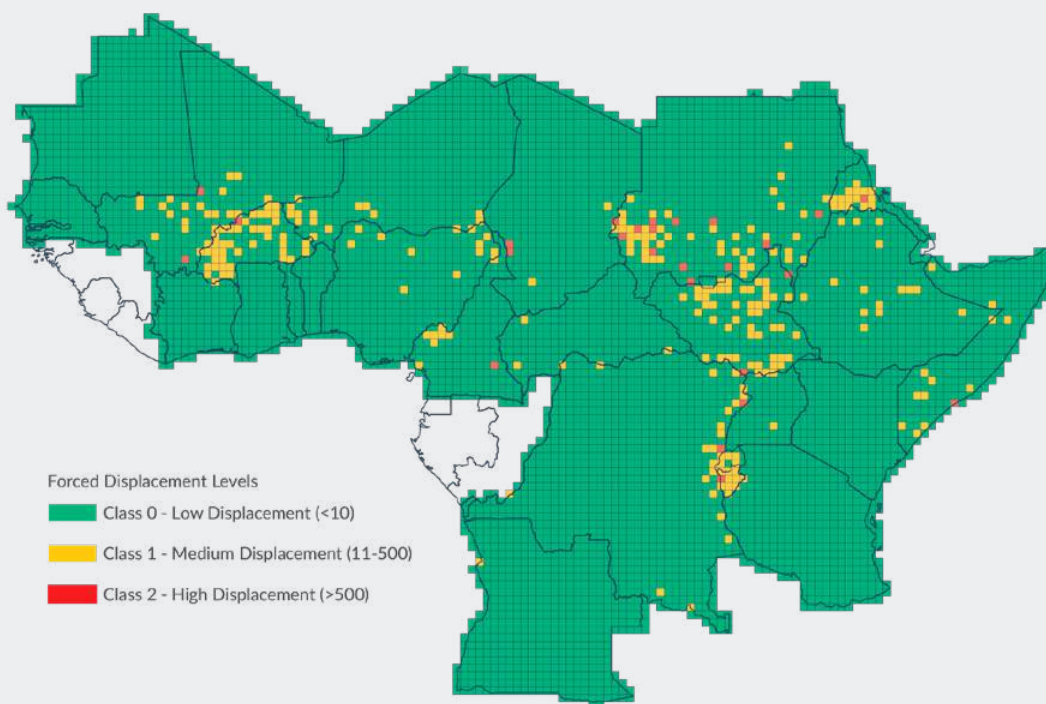 Forced Displacement Levels
Class 0 - Low Displacement (<10)
Class 1 - Medium Displacement (11-500)
Class 2 - High Displacement (>500)